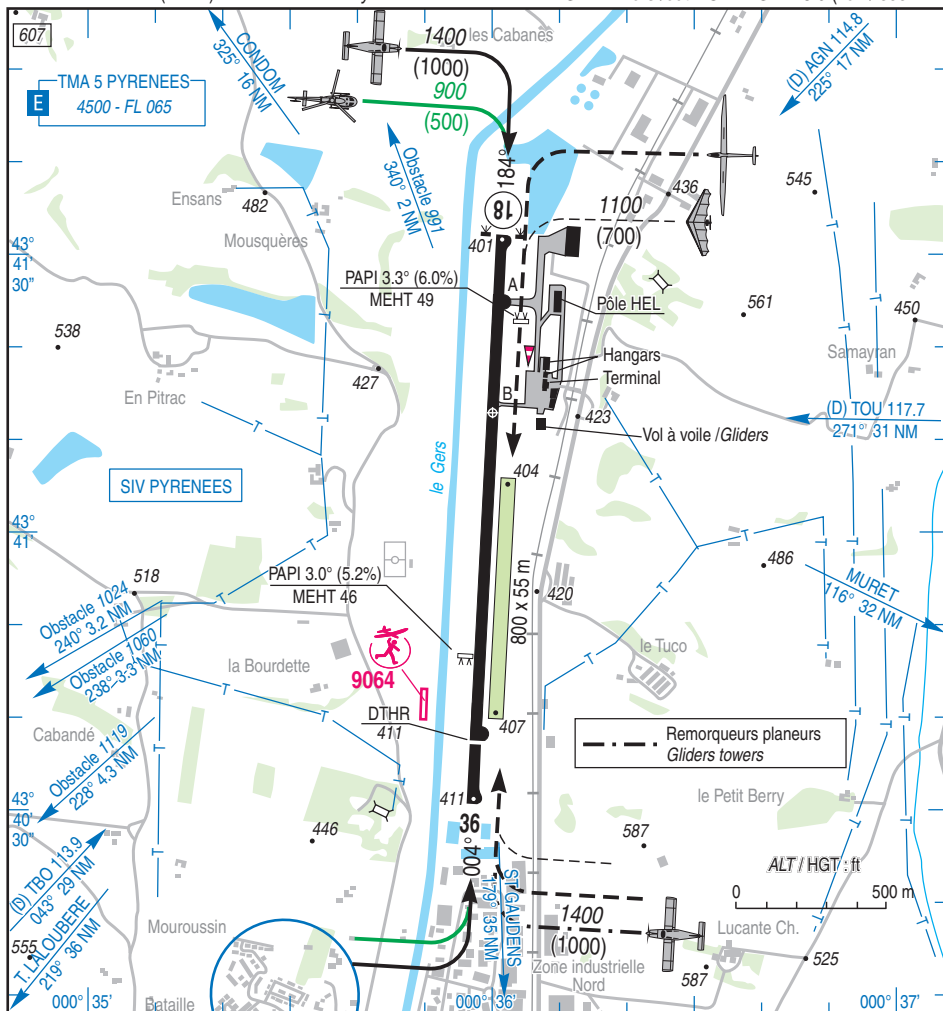 607
1400
(1000)
les Cabanes
CONDOM
325° 16 NM
(D) AGN 114.8
225° 17 NM
E
TMA 5 PYRENEES
4500 - FL 065
900
(500)
184°
18
Obstacle 991
340° 2 NM
Ensans
482
Mousquères
436
545
1100
(700)
43°
41'
30"
401
PAPI 3.3° (6.0%)
MEHT 49
A
Pôle HEL
561
450
538
Hangars
Samayran
427
Terminal
En Pitrac
B
423
(D) TOU 117.7
271° 31 NM
Vol à voile /Gliders
le Gers
SIV PYRENEES
404
43°
41'
T
T
T
T
T
T
T
T
T
T
T
T
486
518
PAPI 3.0° (5.2%)
MEHT 46
800 x 55 m
420
MURET
116° 32 NM
Obstacle 1024
240° 3.2 NM
Obstacle 1060
238° 3.3 NM
la Bourdette
9064
le Tuco
DTHR
411
407
Cabandé
Remorqueurs planeurs
Gliders towers
Obstacle 1119
228° 4.3 NM
411
36
le Petit Berry
43°
40'
30"
446
004°
587
ALT / HGT : ft
0
500 m
(D) TBO 113.9
043° 29 NM
T. LALOUBERE
219° 36 NM
ST GAUDENS
179° 35 NM
1400
(1000)
Mouroussin
Lucante Ch.
555
525
Zone industrielle
Nord
587
Bataille
000° 35'
000° 36'
000° 37'